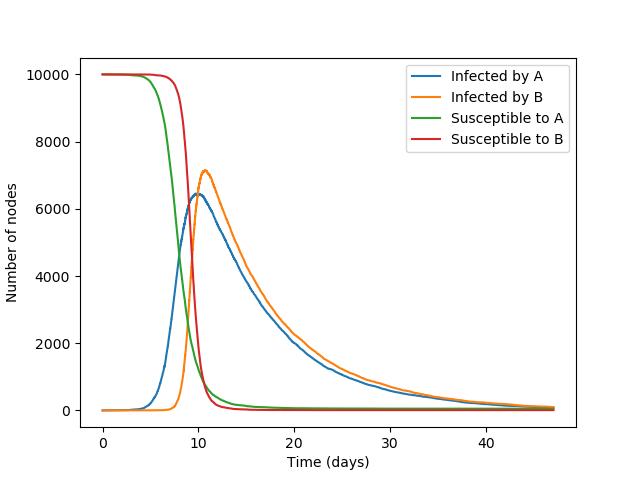 Infected by A
Infected by B
Susceptible to A
Susceptible to B
10000
8000
6000
4000
2000
0
Number of nodes
0 10 20 30 40
Time (days)